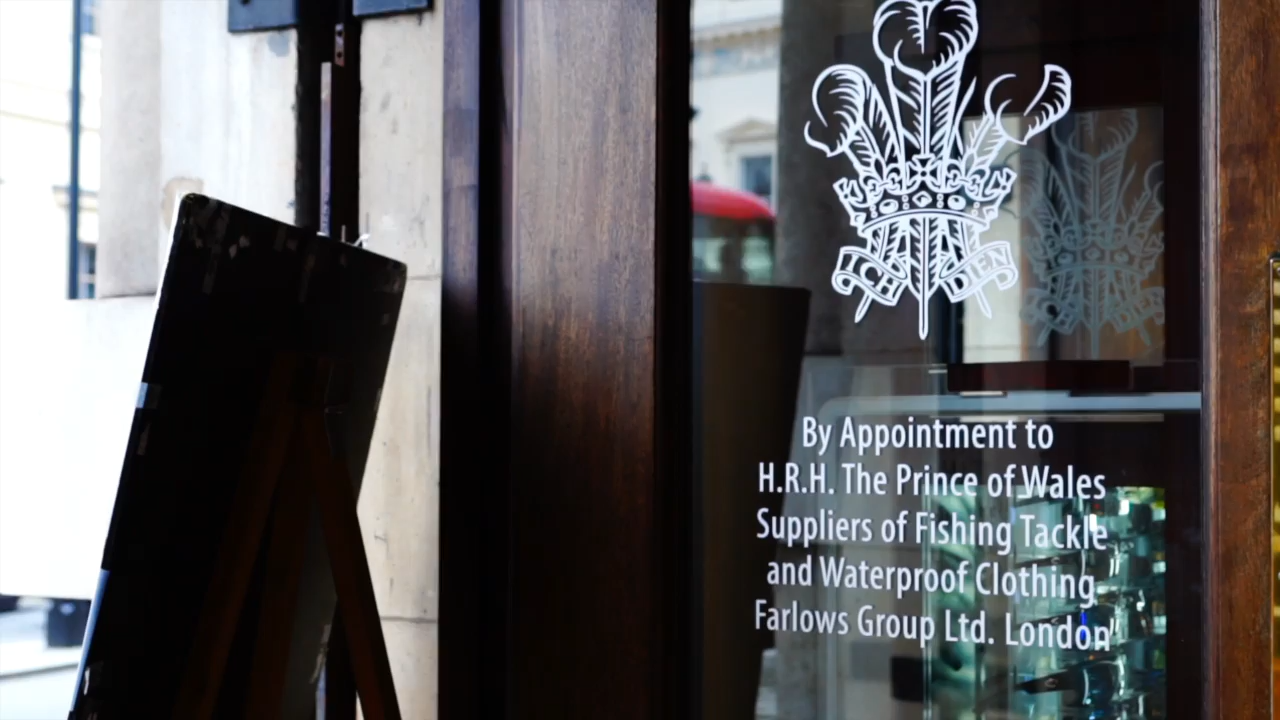 ICH DIEN
By Appointment to
H.R.H. The Prince of Wales
Suppliers of Fishing Tackle
and Waterproof Clothing
Farlows Group Ltd. London